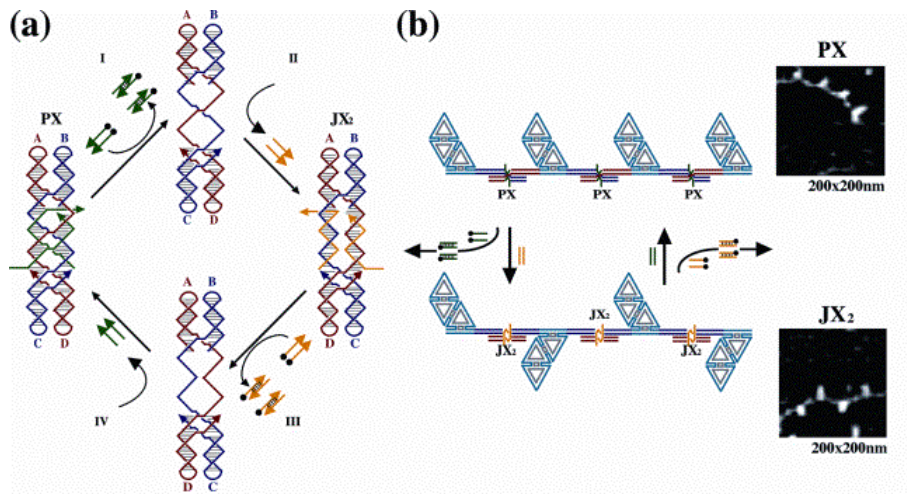 (a)
A B
I
II
PX
A B
C D
JX₂
A B
C D
C D
A B
IV
III
D C
(b)
PX
200x200nm
PX PX PX
JX₂ JX₂ JX₂
JX₂
200x200nm